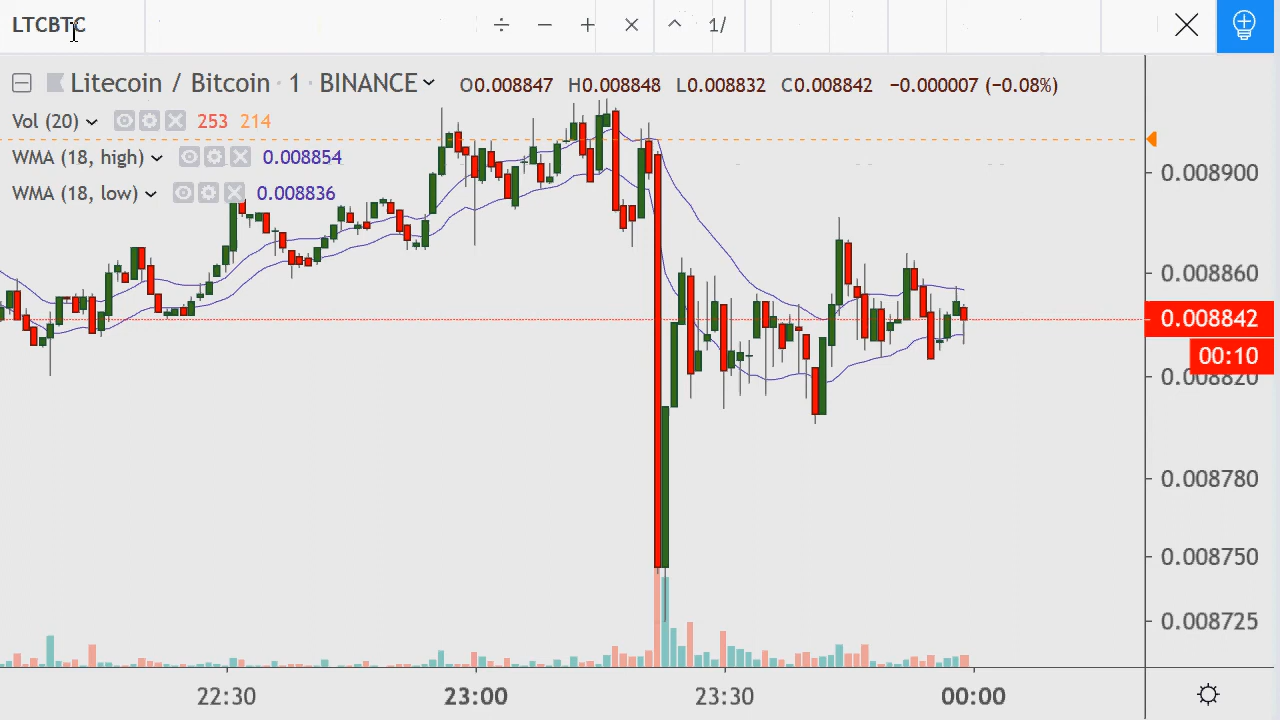 LTCBTC ÷ − + × ^ 1/
Litecoin / Bitcoin · 1 · BINANCE O0.008847 H0.008848 L0.008832 C0.008842 −0.000007 (−0.08%)
Vol (20) 253 214
WMA (18, high) 0.008854
WMA (18, low) 0.008836
0.008900
0.008860
0.008842
00:10
0.008820
0.008780
0.008750
0.008725
22:30 23:00 23:30 00:00